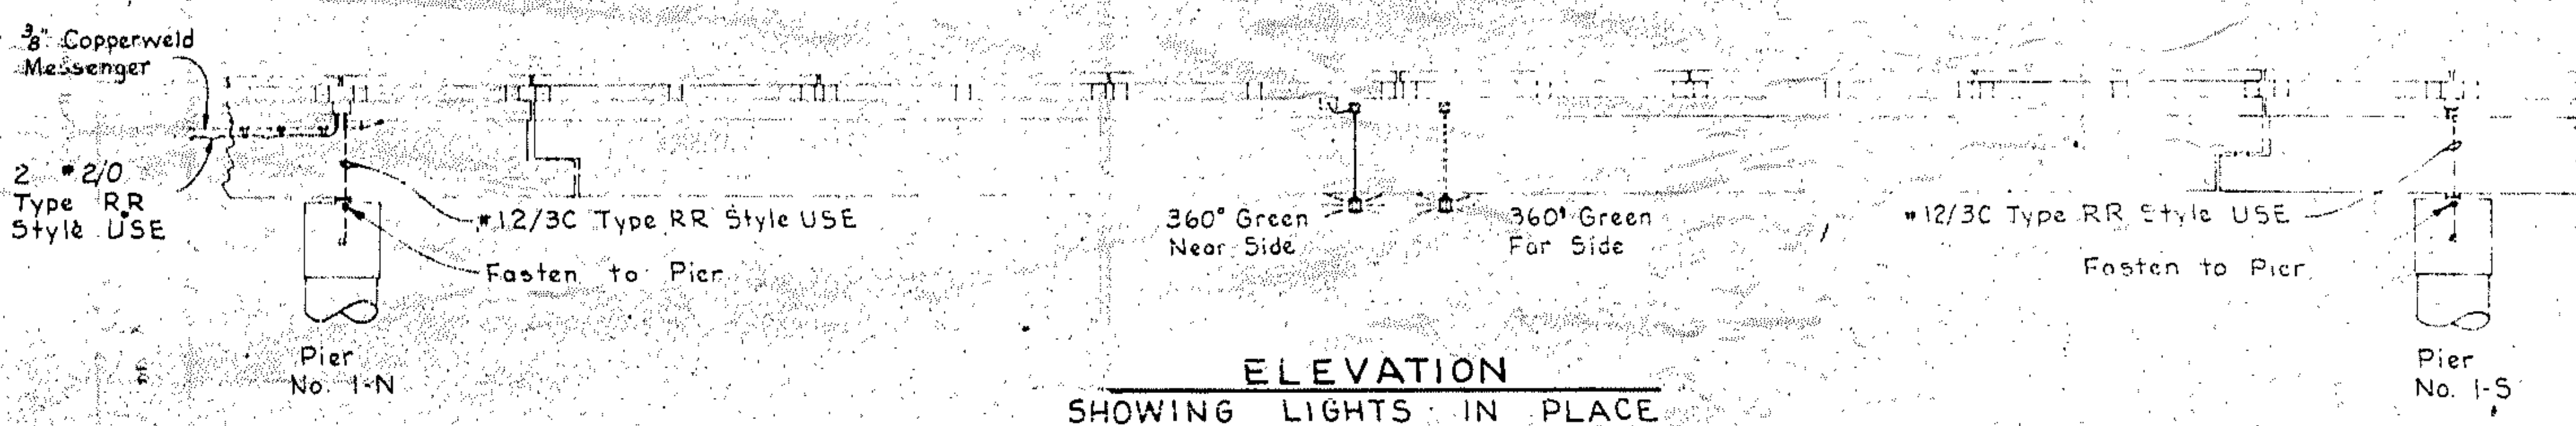 3/8" Copperweld
Messenger
2 #2/0
Type RR
Style USE
#12/3C Type RR Style USE
Fasten to Pier
Pier
No. 1-N
360° Green
Near Side
360° Green
Far Side
ELEVATION
SHOWING LIGHTS IN PLACE
#12/3C Type RR Style USE
Fasten to Pier
Pier
No. 1-S